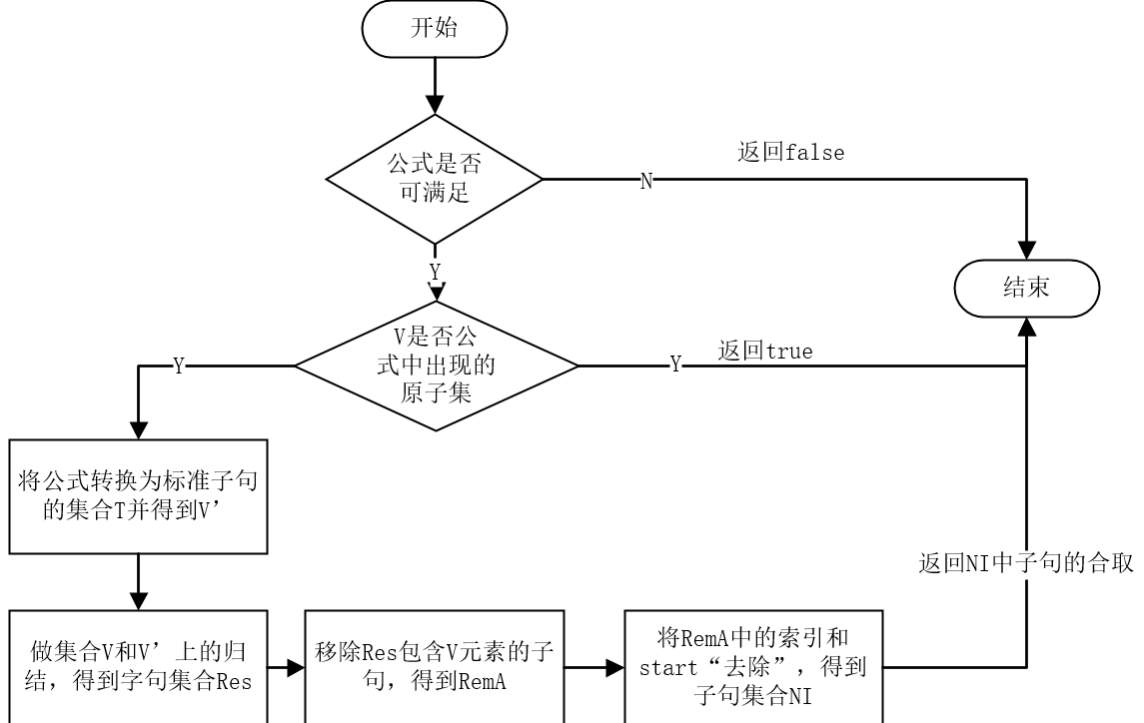 开始
公式是否
可满足
返回false
N
Y
结束
V是否公
式中出现的
原子集
Y
Y
返回true
将公式转换为标准子句
的集合T并得到V’
返回NI中子句的合取
做集合V和V’上的归
结，得到字句集合Res
移除Res包含V元素的子
句，得到RemA
将RemA中的索引和
start“去除”，得到
子句集合NI